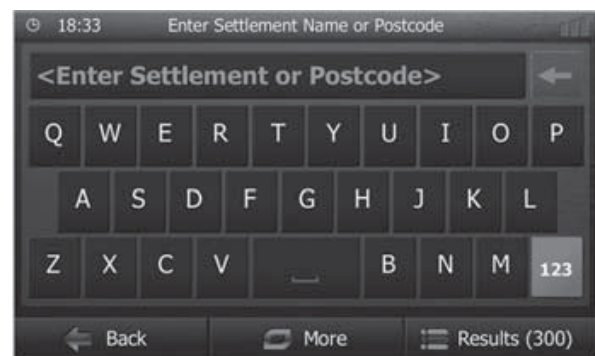 18:33 Enter Settlement Name or Postcode
<Enter Settlement or Postcode>
Q W E R T Y U I O P
A S D F G H J K L
Z X C V B N M 123
Back More Results (300)